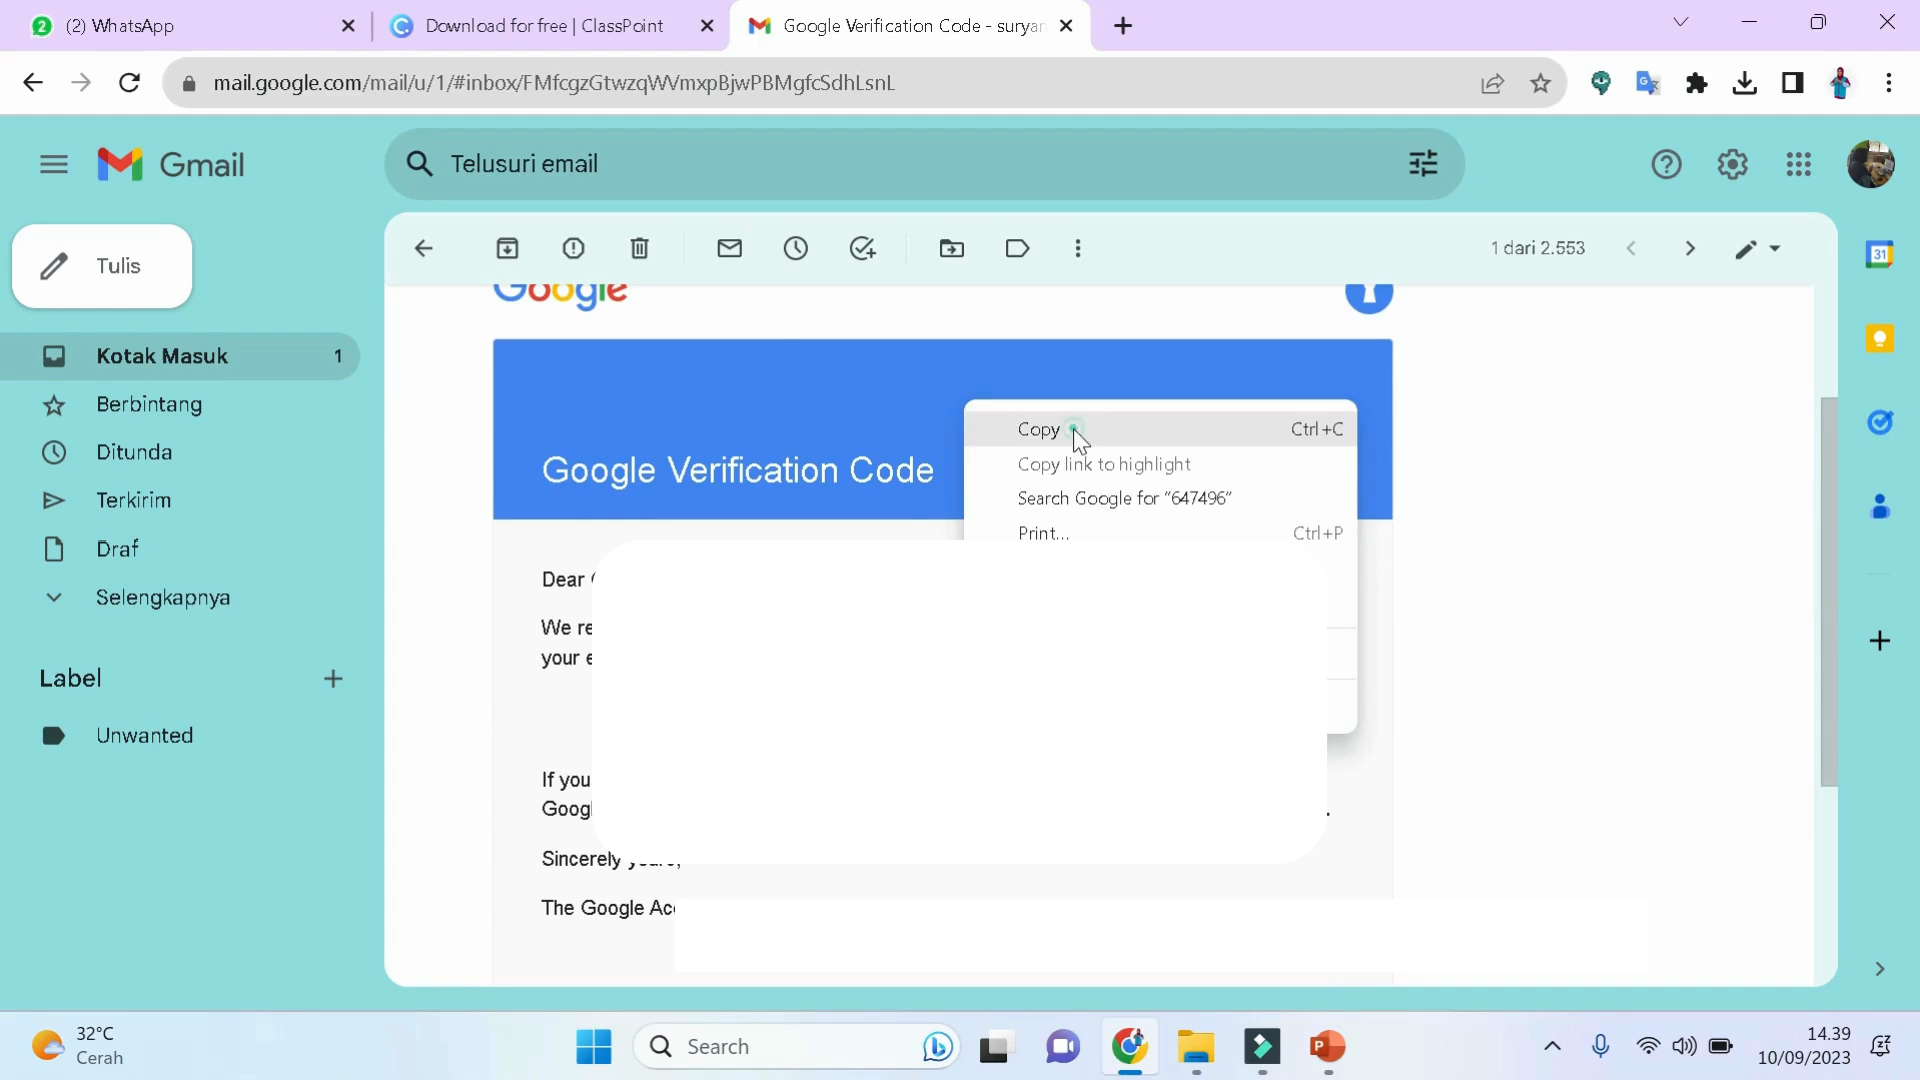 (2) WhatsApp
Download for free | ClassPoint
Google Verification Code - suryan
mail.google.com/mail/u/1/#inbox/FMfcgzGtwzqWVmxpBjwPBMgfcSdhLsnL
Gmail
Telusuri email
Tulis
1 dari 2.553
Kotak Masuk 1
Berbintang
Ditunda
Terkirim
Draf
Selengkapnya
Label
Unwanted
Google
Google Verification Code
Copy Ctrl+C
Copy link to highlight
Search Google for “647496”
Print... Ctrl+P
Dear
We re
your e
If you
Googl
Sincerely yours,
The Google Acc
31
32°C
Cerah
Search
14.39
10/09/2023